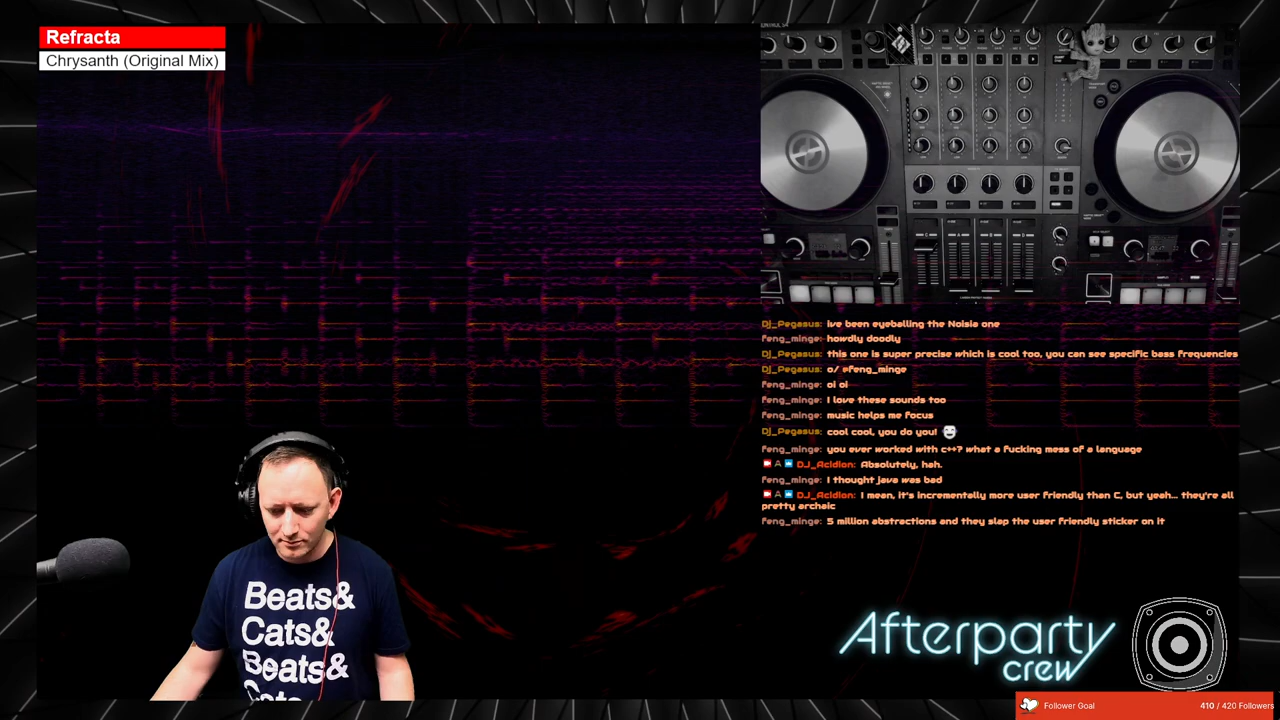 Refracta
Chrysanth (Original Mix)
Dj_Pegasus: ive been eyeballing the Noisia one
feng_minge: howdly doodly
Dj_Pegasus: this one is super precise which is cool too, you can see specific bass frequencies
Dj_Pegasus: o/ @feng_minge
feng_minge: oi oi
feng_minge: I love these sounds too
feng_minge: music helps me focus
Dj_Pegasus: cool cool, you do you!
feng_minge: you ever worked with c++? what a fucking mess of a language
DJ_Acidion: Absolutely, hah.
feng_minge: I thought java was bad
DJ_Acidion: I mean, it's incrementally more user friendly than C, but yeah... they're all
pretty archaic
feng_minge: 5 million abstractions and they slap the user friendly sticker on it
Beats&
Cats&
Beats&
Cats
Afterparty
crew
Follower Goal
410 / 420 Followers